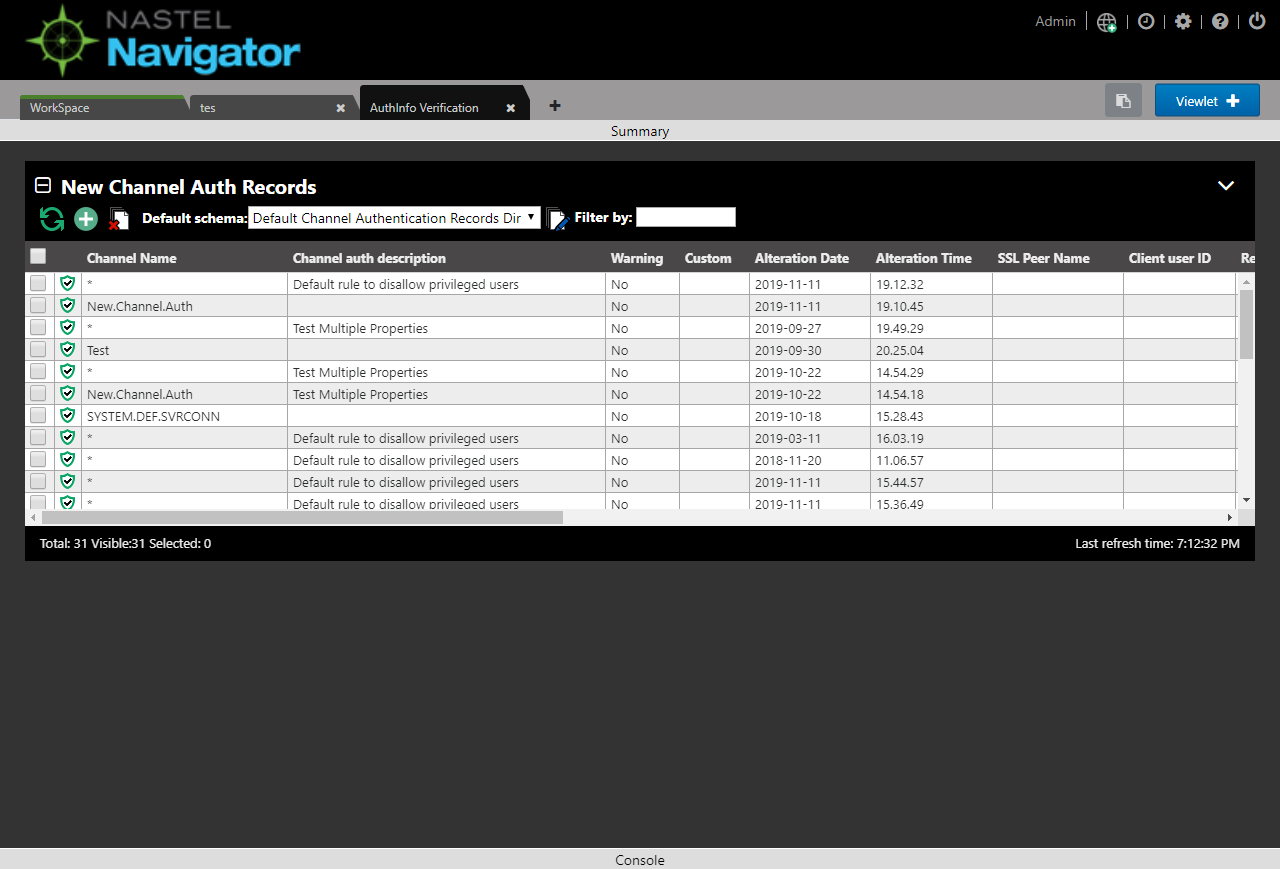 NASTEL
Navigator
Admin
WorkSpace
tes
AuthInfo Verification
Viewlet
Summary
New Channel Auth Records
Default schema: Default Channel Authentication Records Dir Filter by:
Channel Name Channel auth description Warning Custom Alteration Date Alteration Time SSL Peer Name Client user ID Re
* Default rule to disallow privileged users No 2019-11-11 19.12.32
New.Channel.Auth No 2019-11-11 19.10.45
* Test Multiple Properties No 2019-09-27 19.49.29
Test No 2019-09-30 20.25.04
* Test Multiple Properties No 2019-10-22 14.54.29
New.Channel.Auth Test Multiple Properties No 2019-10-22 14.54.18
SYSTEM.DEF.SVRCONN No 2019-10-18 15.28.43
* Default rule to disallow privileged users No 2019-03-11 16.03.19
* Default rule to disallow privileged users No 2018-11-20 11.06.57
* Default rule to disallow privileged users No 2019-11-11 15.44.57
* Default rule to disallow privileged users No 2019-11-11 15.36.49
Total: 31 Visible:31 Selected: 0 Last refresh time: 7:12:32 PM
Console